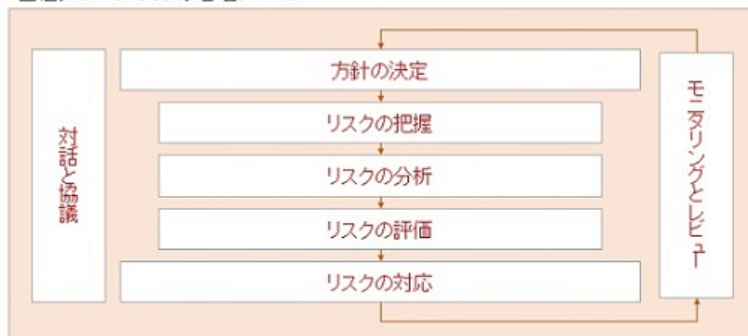 対話と協議
方針の決定
リスクの把握
リスクの分析
リスクの評価
リスクの対応
モニタリングとレビュー